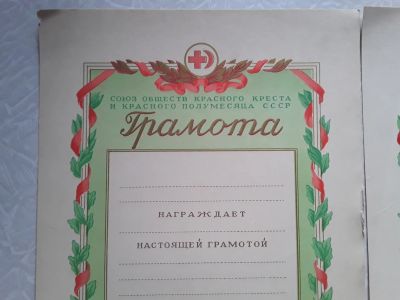 СОЮЗ ОБЩЕСТВ КРАСНОГО КРЕСТА
И КРАСНОГО ПОЛУМЕСЯЦА СССР
Грамота
НАГРАЖДАЕТ
НАСТОЯЩЕЙ ГРАМОТОЙ